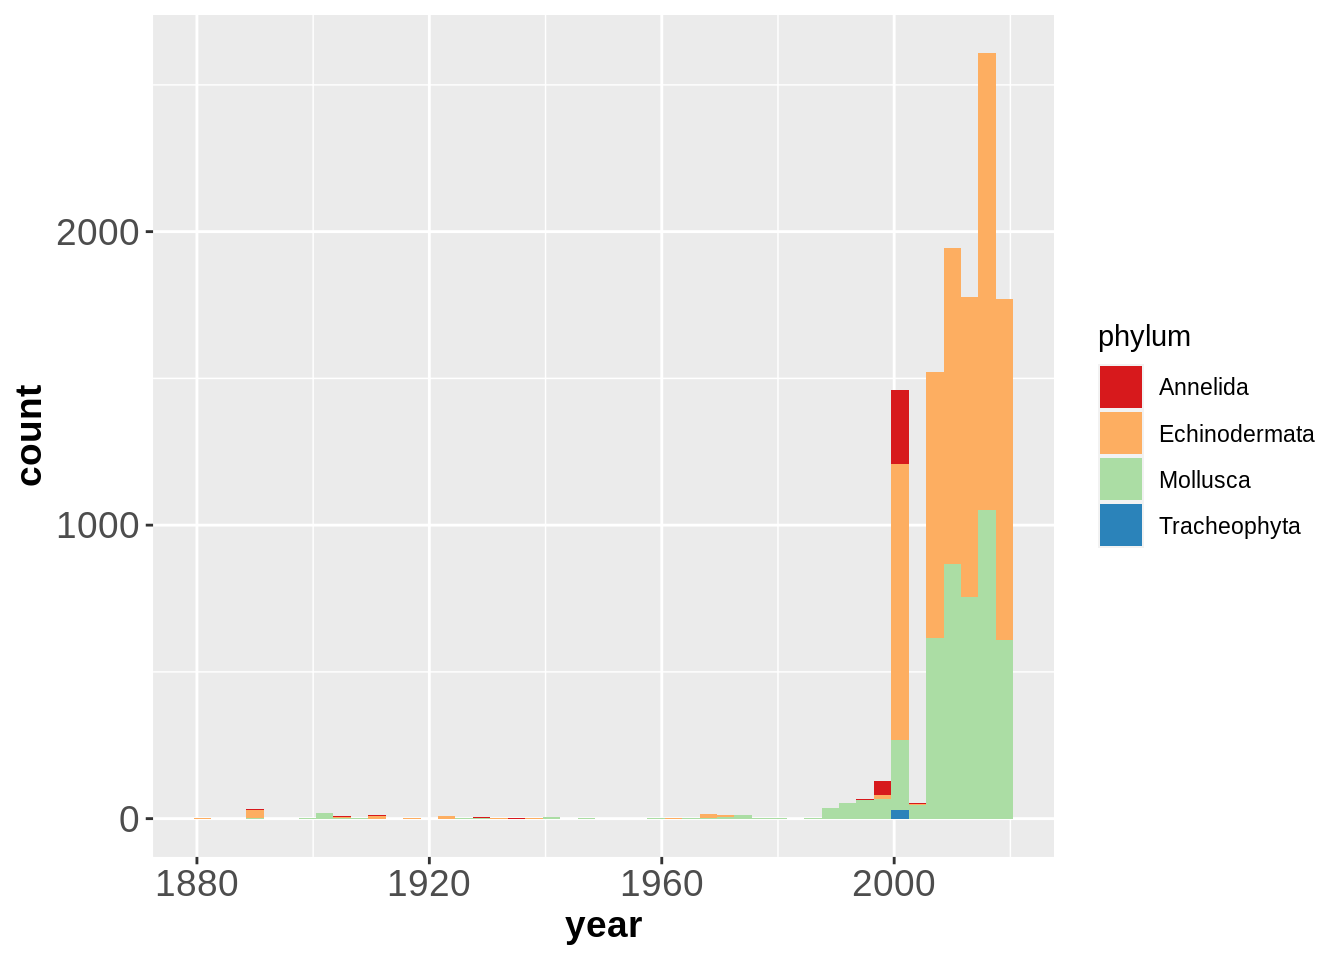 2000
1000
0
count
1880 1920 1960 2000
year
phylum
Annelida
Echinodermata
Mollusca
Tracheophyta